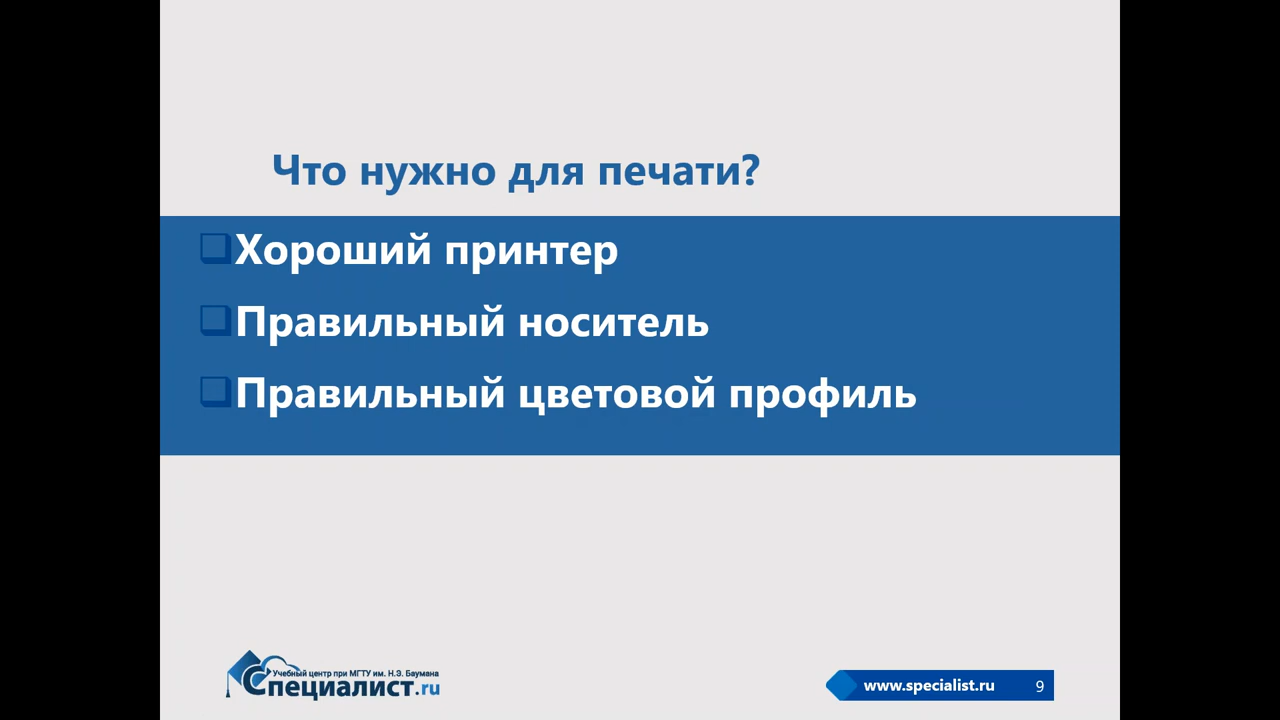 Что нужно для печати?
Хороший принтер
Правильный носитель
Правильный цветовой профиль
Учебный центр при МГТУ им. Н.Э. Баумана
Специалист.ru
www.specialist.ru 9